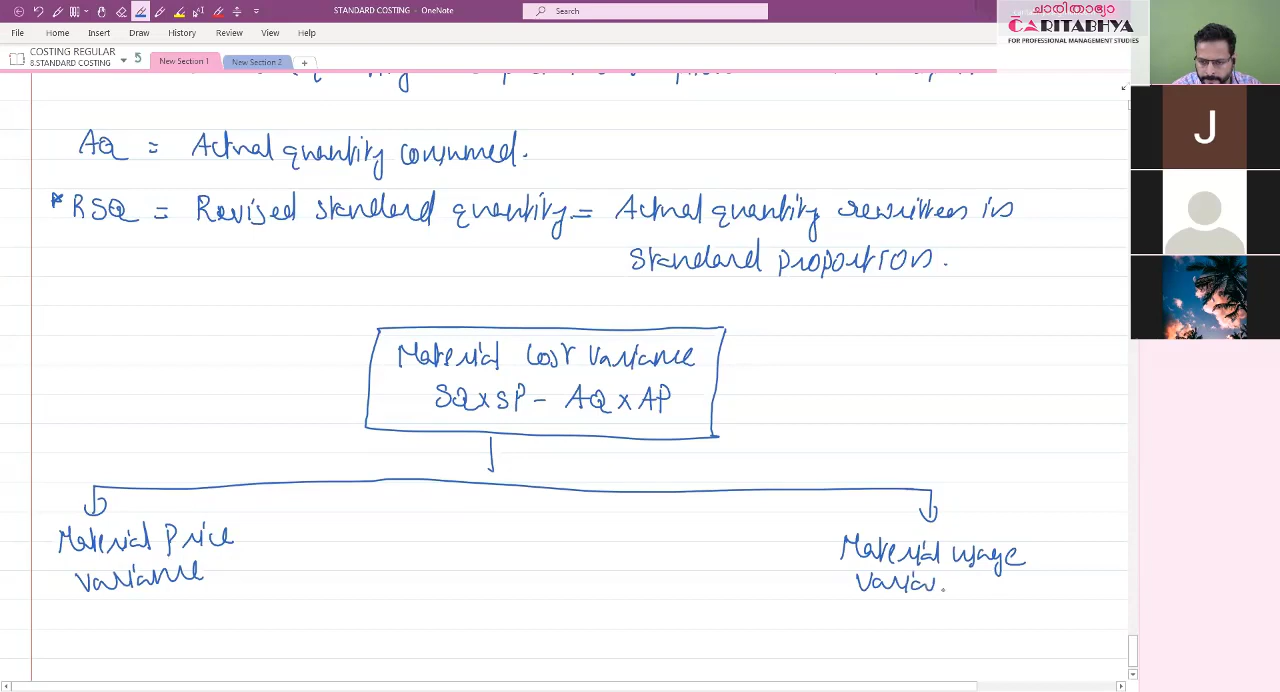 STANDARD COSTING - OneNote
Search
ചാരിതാഭ്യാ
CARITABHYA
FOR PROFESSIONAL MANAGEMENT STUDIES
File Home Insert Draw History Review View Help
COSTING REGULAR
8.STANDARD COSTING
New Section 1 New Section 2 +
AQ = Actual quantity consumed.
* RSQ = Revised standard quantity = Actual quantity rewritten in
standard proportion.
Material Cost Variance
SQ x SP - AQ x AP
Material Price
Variance
Material usage
Varian
J